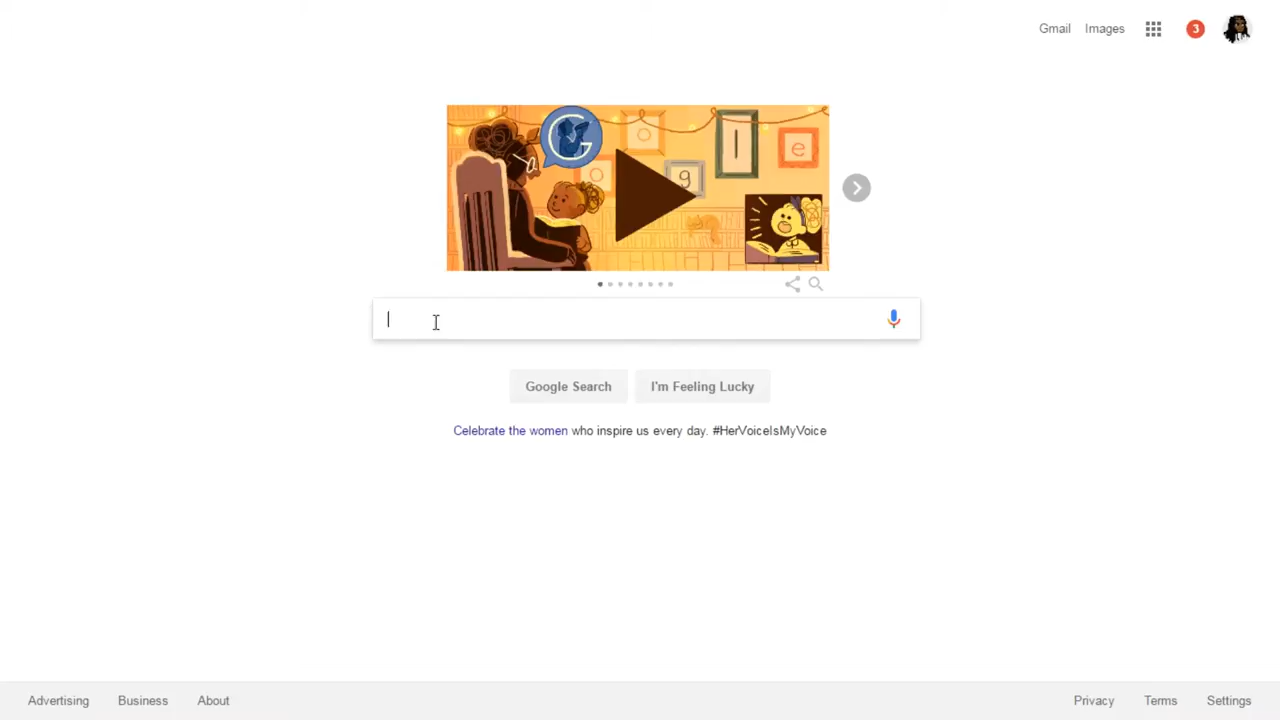 Gmail Images 3
G o o g l e
Google Search I'm Feeling Lucky
Celebrate the women who inspire us every day. #HerVoiceIsMyVoice
Advertising Business About Privacy Terms Settings